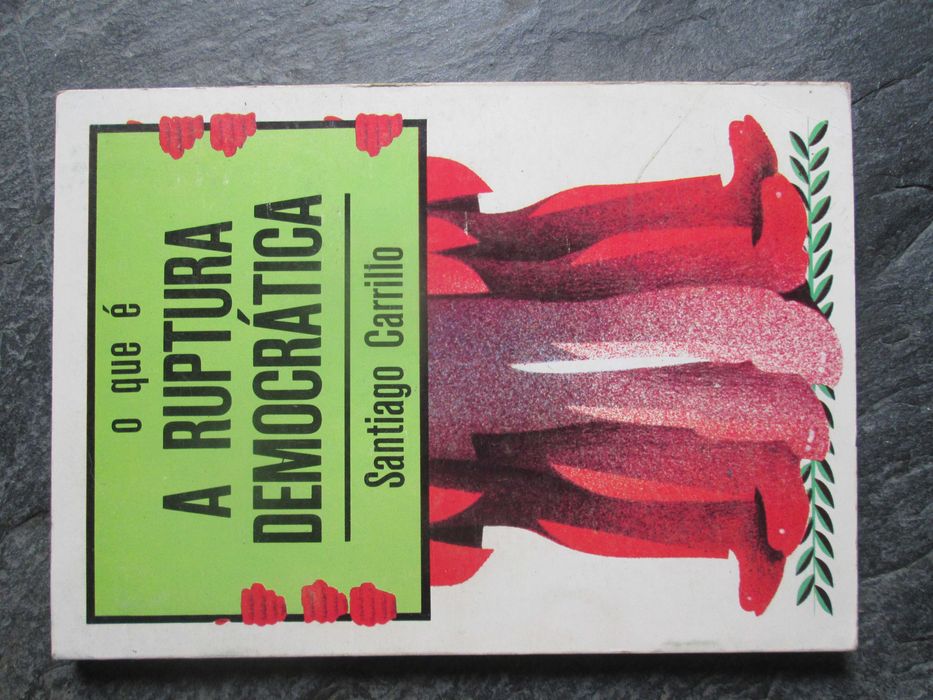 o que é
A RUPTURA
DEMOCRÁTICA
Santiago Carrillo